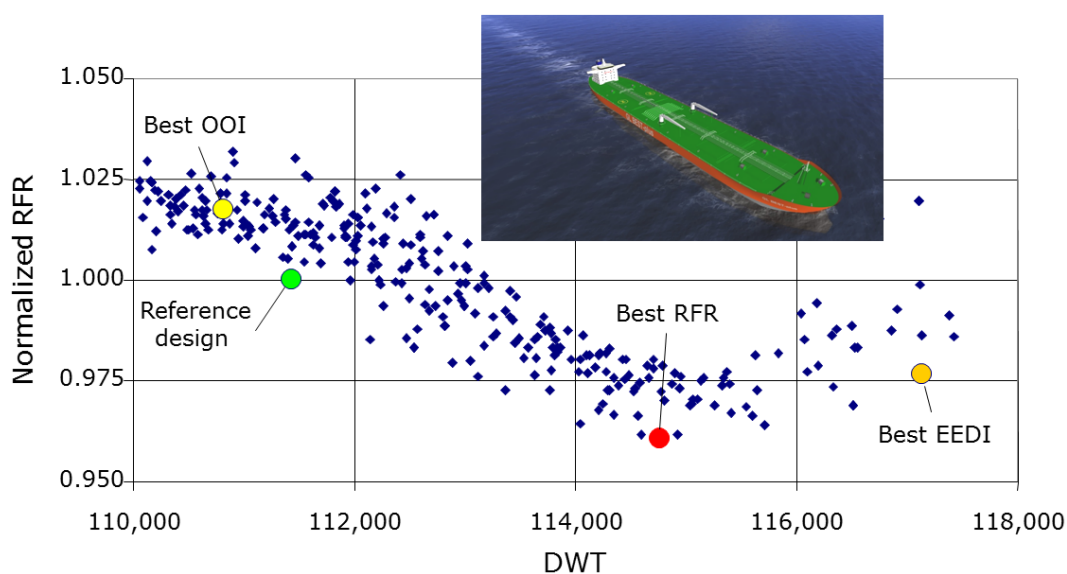 1.050
1.025
1.000
0.975
0.950
Normalized RFR
Best OOI
Reference
design
Best RFR
Best EEDI
110,000
112,000
114,000
116,000
118,000
DWT